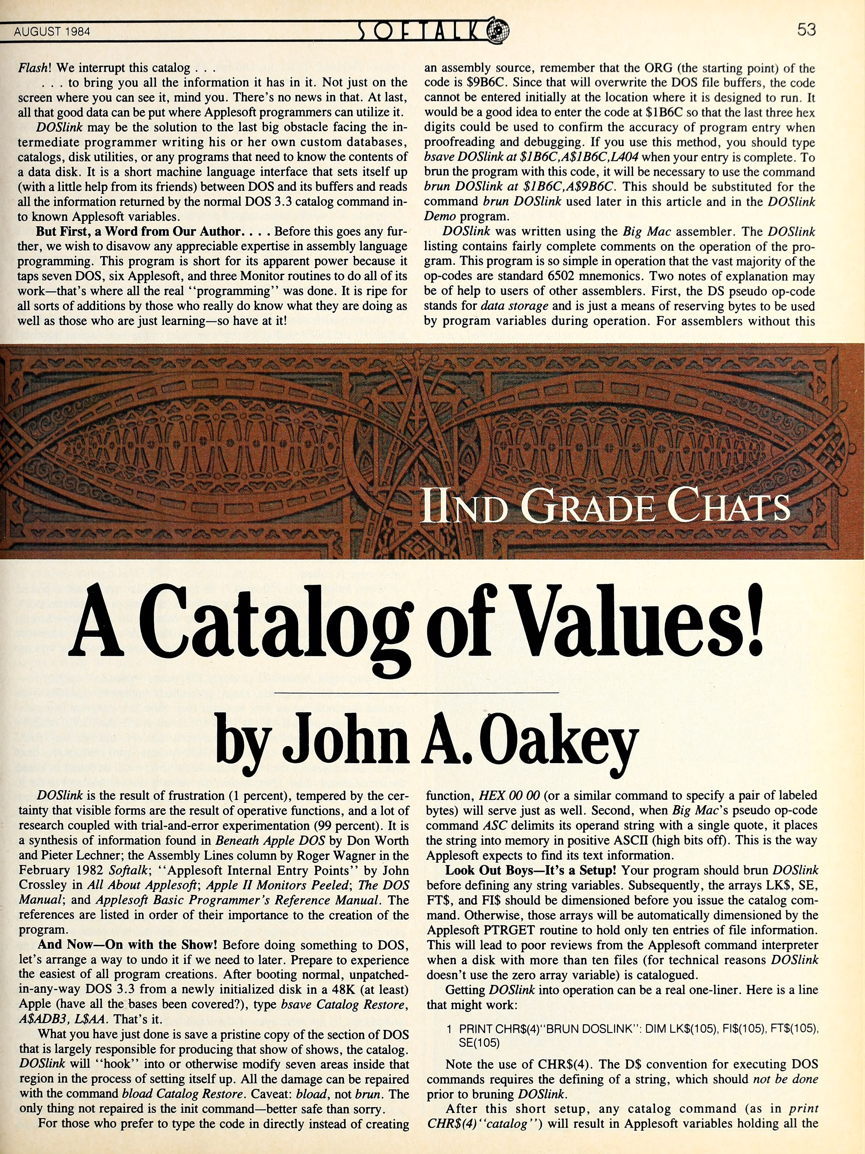 AUGUST 1984
SOFTALK
53
Flash! We interrupt this catalog . . .
. . . to bring you all the information it has in it. Not just on the
screen where you can see it, mind you. There's no news in that. At last,
all that good data can be put where Applesoft programmers can utilize it.
DOSlink may be the solution to the last big obstacle facing the in-
termediate programmer writing his or her own custom databases,
catalogs, disk utilities, or any programs that need to know the contents of
a data disk. It is a short machine language interface that sets itself up
(with a little help from its friends) between DOS and its buffers and reads
all the information returned by the normal DOS 3.3 catalog command in-
to known Applesoft variables.
But First, a Word from Our Author. . . . Before this goes any fur-
ther, we wish to disavow any appreciable expertise in assembly language
programming. This program is short for its apparent power because it
taps seven DOS, six Applesoft, and three Monitor routines to do all of its
work—that's where all the real "programming" was done. It is ripe for
all sorts of additions by those who really do know what they are doing as
well as those who are just learning—so have at it!
an assembly source, remember that the ORG (the starting point) of the
code is $9B6C. Since that will overwrite the DOS file buffers, the code
cannot be entered initially at the location where it is designed to run. It
would be a good idea to enter the code at $1B6C so that the last three hex
digits could be used to confirm the accuracy of program entry when
proofreading and debugging. If you use this method, you should type
bsave DOSlink at $1B6C,A$1B6C,L404 when your entry is complete. To
brun the program with this code, it will be necessary to use the command
brun DOSlink at $1B6C,A$9B6C. This should be substituted for the
command brun DOSlink used later in this article and in the DOSlink
Demo program.
DOSlink was written using the Big Mac assembler. The DOSlink
listing contains fairly complete comments on the operation of the pro-
gram. This program is so simple in operation that the vast majority of the
op-codes are standard 6502 mnemonics. Two notes of explanation may
be of help to users of other assemblers. First, the DS pseudo op-code
stands for data storage and is just a means of reserving bytes to be used
by program variables during operation. For assemblers without this
IIND GRADE CHATS
A Catalog of Values!
by John A. Oakey
DOSlink is the result of frustration (1 percent), tempered by the cer-
tainty that visible forms are the result of operative functions, and a lot of
research coupled with trial-and-error experimentation (99 percent). It is
a synthesis of information found in Beneath Apple DOS by Don Worth
and Pieter Lechner; the Assembly Lines column by Roger Wagner in the
February 1982 Softalk; "Applesoft Internal Entry Points" by John
Crossley in All About Applesoft; Apple II Monitors Peeled; The DOS
Manual; and Applesoft Basic Programmer's Reference Manual. The
references are listed in order of their importance to the creation of the
program.
And Now—On with the Show! Before doing something to DOS,
let's arrange a way to undo it if we need to later. Prepare to experience
the easiest of all program creations. After booting normal, unpatched-
in-any-way DOS 3.3 from a newly initialized disk in a 48K (at least)
Apple (have all the bases been covered?), type bsave Catalog Restore,
A$ADB3, L$AA. That's it.
What you have just done is save a pristine copy of the section of DOS
that is largely responsible for producing that show of shows, the catalog.
DOSlink will "hook" into or otherwise modify seven areas inside that
region in the process of setting itself up. All the damage can be repaired
with the command bload Catalog Restore. Caveat: bload, not brun. The
only thing not repaired is the init command—better safe than sorry.
For those who prefer to type the code in directly instead of creating
function, HEX 00 00 (or a similar command to specify a pair of labeled
bytes) will serve just as well. Second, when Big Mac's pseudo op-code
command ASC delimits its operand string with a single quote, it places
the string into memory in positive ASCII (high bits off). This is the way
Applesoft expects to find its text information.
Look Out Boys—It's a Setup! Your program should brun DOSlink
before defining any string variables. Subsequently, the arrays LK$, SE,
FT$, and FI$ should be dimensioned before you issue the catalog com-
mand. Otherwise, those arrays will be automatically dimensioned by the
Applesoft PTRGET routine to hold only ten entries of file information.
This will lead to poor reviews from the Applesoft command interpreter
when a disk with more than ten files (for technical reasons DOSlink
doesn't use the zero array variable) is catalogued.
Getting DOSlink into operation can be a real one-liner. Here is a line
that might work:
1 PRINT CHR$(4)"BRUN DOSLINK": DIM LK$(105), FI$(105), FT$(105),
SE(105)
Note the use of CHR$(4). The D$ convention for executing DOS
commands requires the defining of a string, which should not be done
prior to bruning DOSlink.
After this short setup, any catalog command (as in print
CHR$(4)"catalog") will result in Applesoft variables holding all the